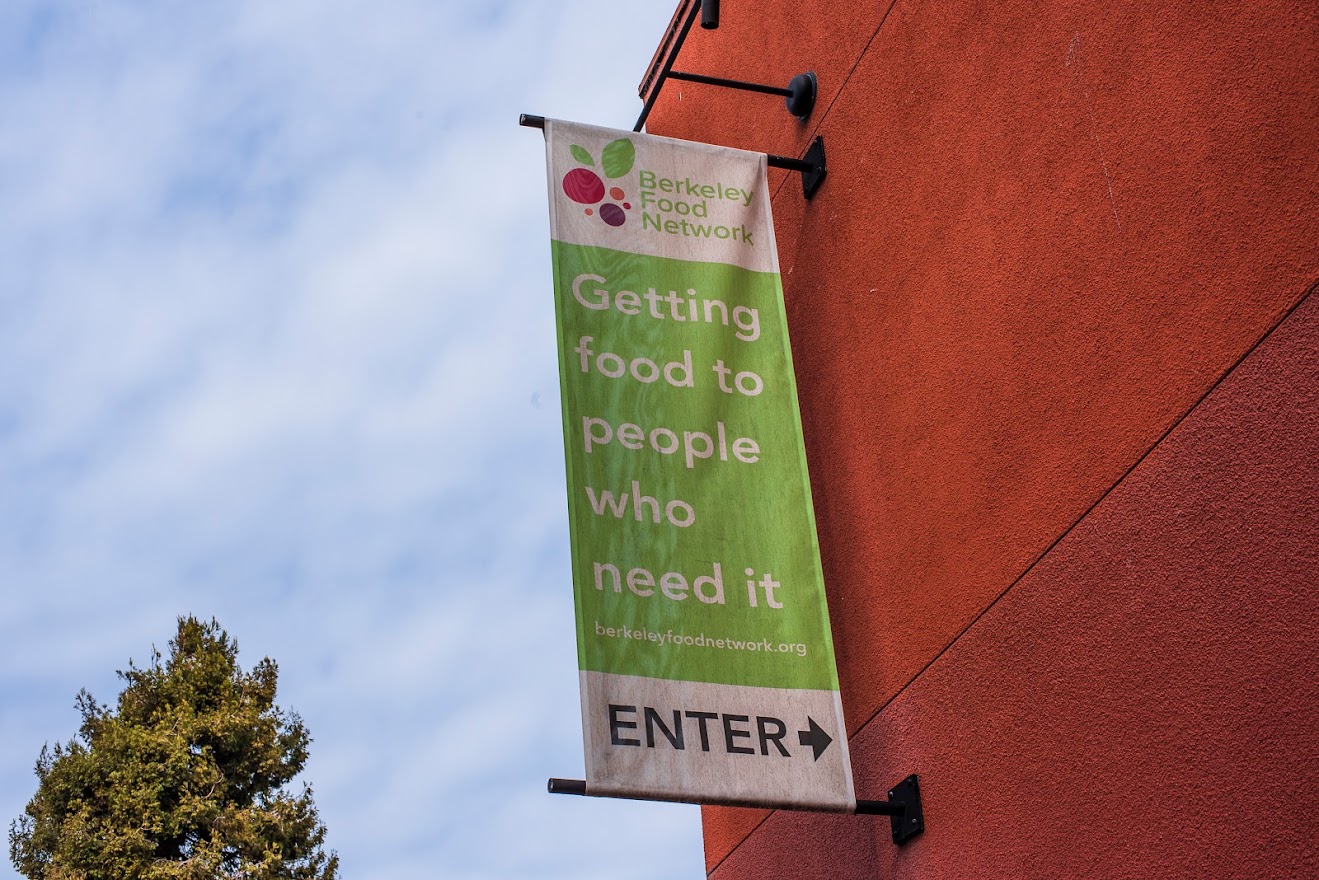 Berkeley
Food
Network
Getting
food to
people
who
need it
berkeleyfoodnetwork.org
ENTER